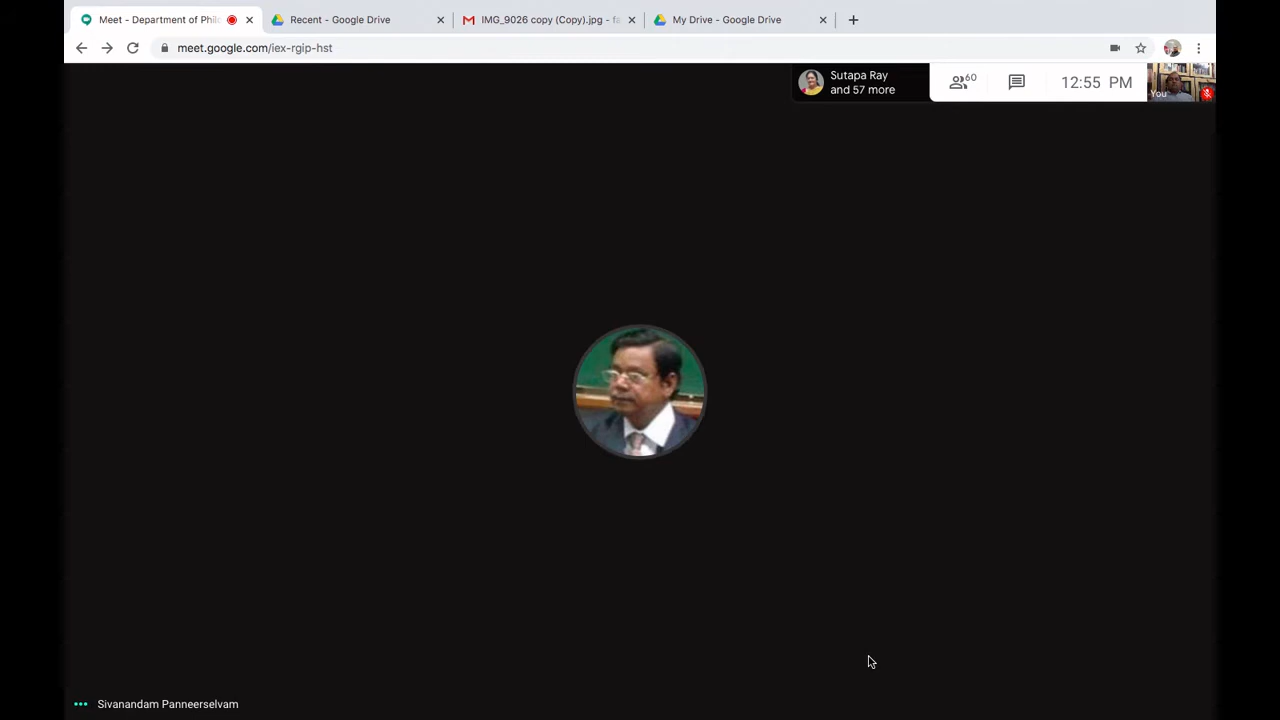 Meet - Department of Phil
Recent - Google Drive
IMG_9026 copy (Copy).jpg - fa
My Drive - Google Drive
meet.google.com/iex-rgip-hst
Sutapa Ray
and 57 more
60
12:55 PM
You
Sivanandam Panneerselvam